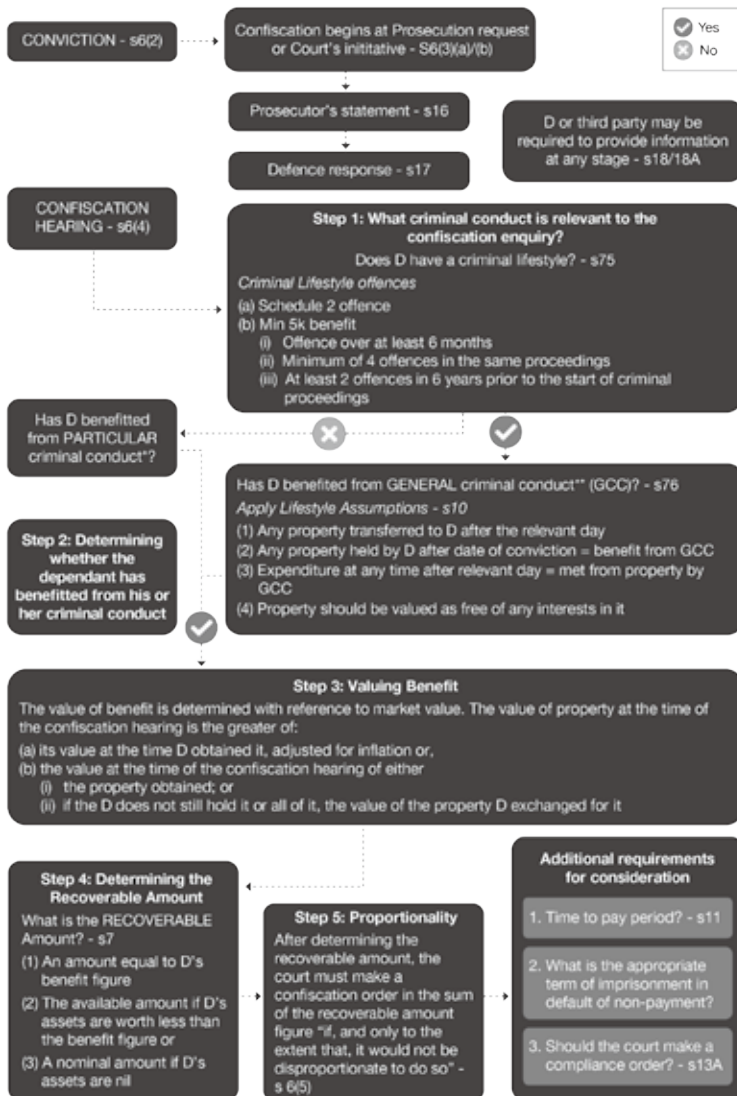 CONVICTION - s6(2)
Confiscation begins at Prosecution request
or Court's inititative - S6(3)(a)/(b)
Yes
No
Prosecutor's statement - s16
D or third party may be
required to provide information
at any stage - s18/18A
Defence response - s17
CONFISCATION
HEARING - s6(4)
Step 1: What criminal conduct is relevant to the
confiscation enquiry?
Does D have a criminal lifestyle? - s75
Criminal Lifestyle offences
(a) Schedule 2 offence
(b) Min 5k benefit
(i) Offence over at least 6 months
(ii) Minimum of 4 offences in the same proceedings
(iii) At least 2 offences in 6 years prior to the start of criminal
proceedings
Has D benefitted
from PARTICULAR
criminal conduct*?
Has D benefited from GENERAL criminal conduct** (GCC)? - s76
Apply Lifestyle Assumptions - s10
(1) Any property transferred to D after the relevant day
(2) Any property held by D after date of conviction = benefit from GCC
(3) Expenditure at any time after relevant day = met from property by
GCC
(4) Property should be valued as free of any interests in it
Step 2: Determining
whether the
dependant has
benefitted from his or
her criminal conduct
Step 3: Valuing Benefit
The value of benefit is determined with reference to market value. The value of property at the time of
the confiscation hearing is the greater of:
(a) its value at the time D obtained it, adjusted for inflation or,
(b) the value at the time of the confiscation hearing of either
(i) the property obtained; or
(ii) if the D does not still hold it or all of it, the value of the property D exchanged for it
Step 4: Determining the
Recoverable Amount
What is the RECOVERABLE
Amount? - s7
(1) An amount equal to D's
benefit figure
(2) The available amount if D's
assets are worth less than
the benefit figure or
(3) A nominal amount if D's
assets are nil
Step 5: Proportionality
After determining the
recoverable amount, the
court must make a
confiscation order in the sum
of the recoverable amount
figure "if, and only to the
extent that, it would not be
disproportionate to do so" -
s 6(5)
Additional requirements
for consideration
1. Time to pay period? - s11
2. What is the appropriate
term of imprisonment in
default of non-payment?
3. Should the court make a
compliance order? - s13A